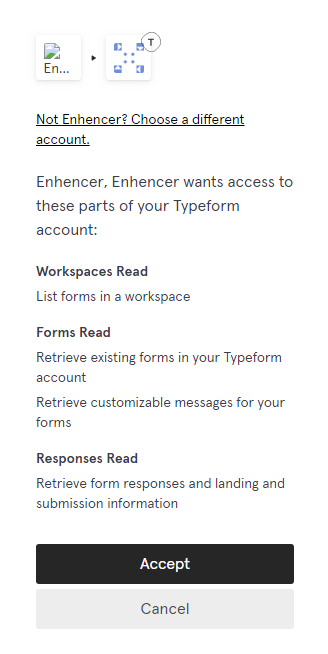 T
En...
Not Enhencer? Choose a different
account.
Enhencer, Enhencer wants access to
these parts of your Typeform
account:
Workspaces Read
List forms in a workspace
Forms Read
Retrieve existing forms in your Typeform
account
Retrieve customizable messages for your
forms
Responses Read
Retrieve form responses and landing and
submission information
Accept
Cancel